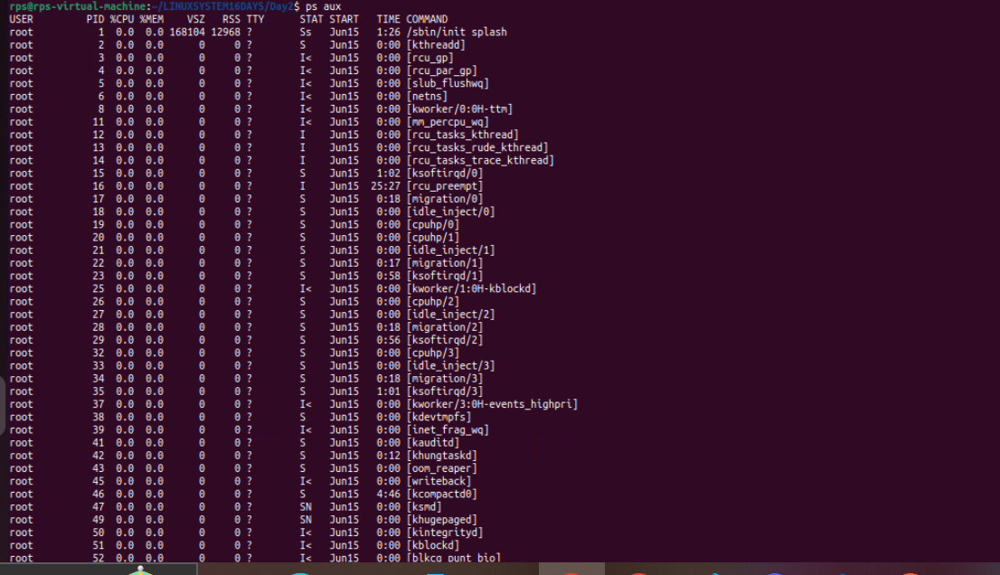 rps@rps-virtual-machine:~/LINUXSYSTEM16DAYS/Day2$ ps aux
USER PID %CPU %MEM VSZ RSS TTY STAT START TIME COMMAND
root 1 0.0 0.0 168104 12968 ? Ss Jun15 1:26 /sbin/init splash
root 2 0.0 0.0 0 0 ? S Jun15 0:00 [kthreadd]
root 3 0.0 0.0 0 0 ? I< Jun15 0:00 [rcu_gp]
root 4 0.0 0.0 0 0 ? I< Jun15 0:00 [rcu_par_gp]
root 5 0.0 0.0 0 0 ? I< Jun15 0:00 [slub_flushwq]
root 6 0.0 0.0 0 0 ? I< Jun15 0:00 [netns]
root 8 0.0 0.0 0 0 ? I< Jun15 0:00 [kworker/0:0H-ttm]
root 11 0.0 0.0 0 0 ? I< Jun15 0:00 [mm_percpu_wq]
root 12 0.0 0.0 0 0 ? I Jun15 0:00 [rcu_tasks_kthread]
root 13 0.0 0.0 0 0 ? I Jun15 0:00 [rcu_tasks_rude_kthread]
root 14 0.0 0.0 0 0 ? I Jun15 0:00 [rcu_tasks_trace_kthread]
root 15 0.0 0.0 0 0 ? S Jun15 1:02 [ksoftirqd/0]
root 16 0.0 0.0 0 0 ? I Jun15 25:27 [rcu_preempt]
root 17 0.0 0.0 0 0 ? S Jun15 0:18 [migration/0]
root 18 0.0 0.0 0 0 ? S Jun15 0:00 [idle_inject/0]
root 19 0.0 0.0 0 0 ? S Jun15 0:00 [cpuhp/0]
root 20 0.0 0.0 0 0 ? S Jun15 0:00 [cpuhp/1]
root 21 0.0 0.0 0 0 ? S Jun15 0:00 [idle_inject/1]
root 22 0.0 0.0 0 0 ? S Jun15 0:17 [migration/1]
root 23 0.0 0.0 0 0 ? S Jun15 0:58 [ksoftirqd/1]
root 25 0.0 0.0 0 0 ? I< Jun15 0:00 [kworker/1:0H-kblockd]
root 26 0.0 0.0 0 0 ? S Jun15 0:00 [cpuhp/2]
root 27 0.0 0.0 0 0 ? S Jun15 0:00 [idle_inject/2]
root 28 0.0 0.0 0 0 ? S Jun15 0:18 [migration/2]
root 29 0.0 0.0 0 0 ? S Jun15 0:56 [ksoftirqd/2]
root 32 0.0 0.0 0 0 ? S Jun15 0:00 [cpuhp/3]
root 33 0.0 0.0 0 0 ? S Jun15 0:00 [idle_inject/3]
root 34 0.0 0.0 0 0 ? S Jun15 0:18 [migration/3]
root 35 0.0 0.0 0 0 ? S Jun15 1:01 [ksoftirqd/3]
root 37 0.0 0.0 0 0 ? I< Jun15 0:00 [kworker/3:0H-events_highpri]
root 38 0.0 0.0 0 0 ? S Jun15 0:00 [kdevtmpfs]
root 39 0.0 0.0 0 0 ? I< Jun15 0:00 [inet_frag_wq]
root 41 0.0 0.0 0 0 ? S Jun15 0:00 [kauditd]
root 42 0.0 0.0 0 0 ? S Jun15 0:12 [khungtaskd]
root 43 0.0 0.0 0 0 ? S Jun15 0:00 [oom_reaper]
root 45 0.0 0.0 0 0 ? I< Jun15 0:00 [writeback]
root 46 0.0 0.0 0 0 ? S Jun15 4:46 [kcompactd0]
root 47 0.0 0.0 0 0 ? SN Jun15 0:00 [ksmd]
root 49 0.0 0.0 0 0 ? SN Jun15 0:00 [khugepaged]
root 50 0.0 0.0 0 0 ? I< Jun15 0:00 [kintegrityd]
root 51 0.0 0.0 0 0 ? I< Jun15 0:00 [kblockd]
root 52 0.0 0.0 0 0 ? I< Jun15 0:00 [blkcg_punt_bio]